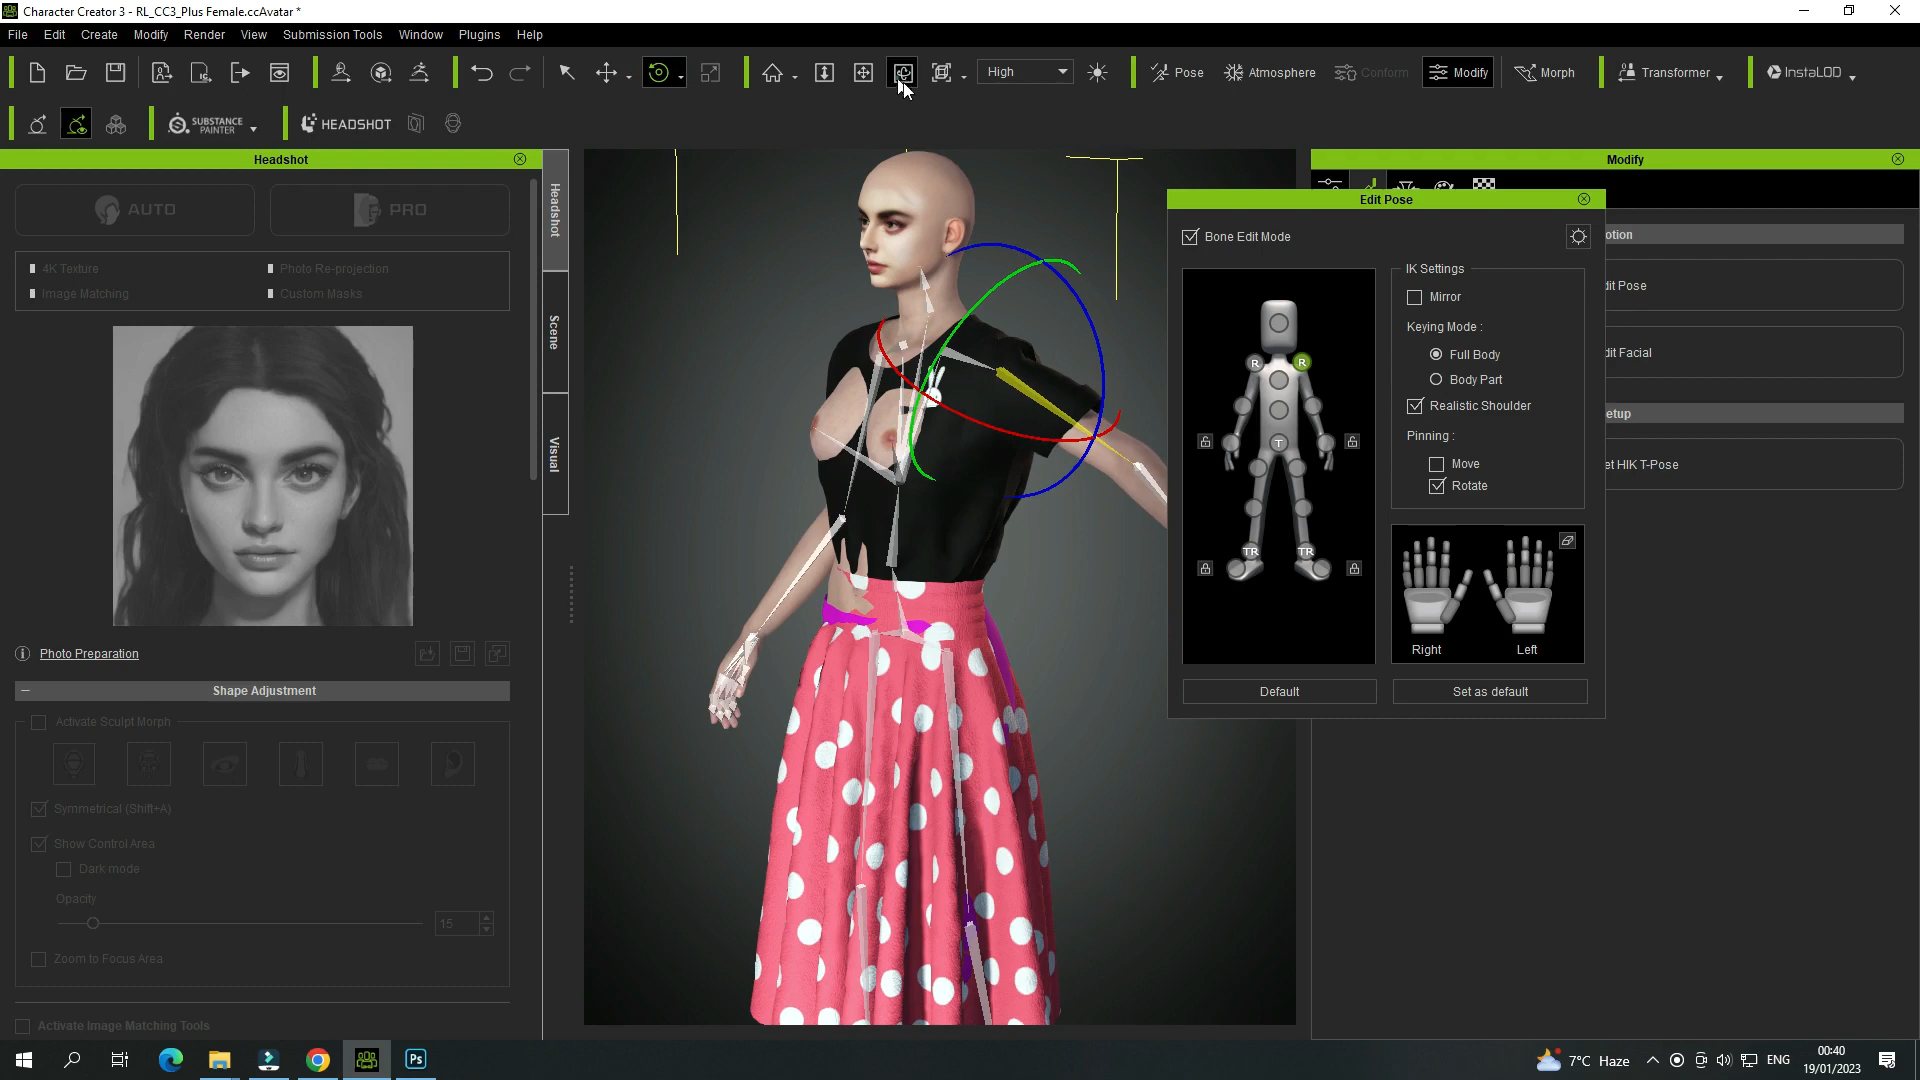 Character Creator 3 - RL_CC3_Plus Female.ccAvatar *
File Edit Create Modify Render View Submission Tools Window Plugins Help
High Pose Atmosphere Conform Modify Morph Transformer InstaLOD
SUBSTANCE PAINTER HEADSHOT
Headshot
Modify
AUTO PRO
4K Texture Photo Re-projection
Image Matching Custom Masks
Photo Preparation
Shape Adjustment
Activate Sculpt Morph
Symmetrical (Shift+A)
Show Control Area
Dark mode
Opacity
15
Zoom to Focus Area
Activate Image Matching Tools
Headshot
Scene
Visual
Edit Pose
Bone Edit Mode
IK Settings
Mirror
Keying Mode :
Full Body
Body Part
Realistic Shoulder
Pinning :
Move
Rotate
R R
T
TR TR
Right Left
Default Set as default
otion
dit Pose
dit Facial
etup
et HIK T-Pose
Ps
7°C Haze
ENG
00:40
19/01/2023